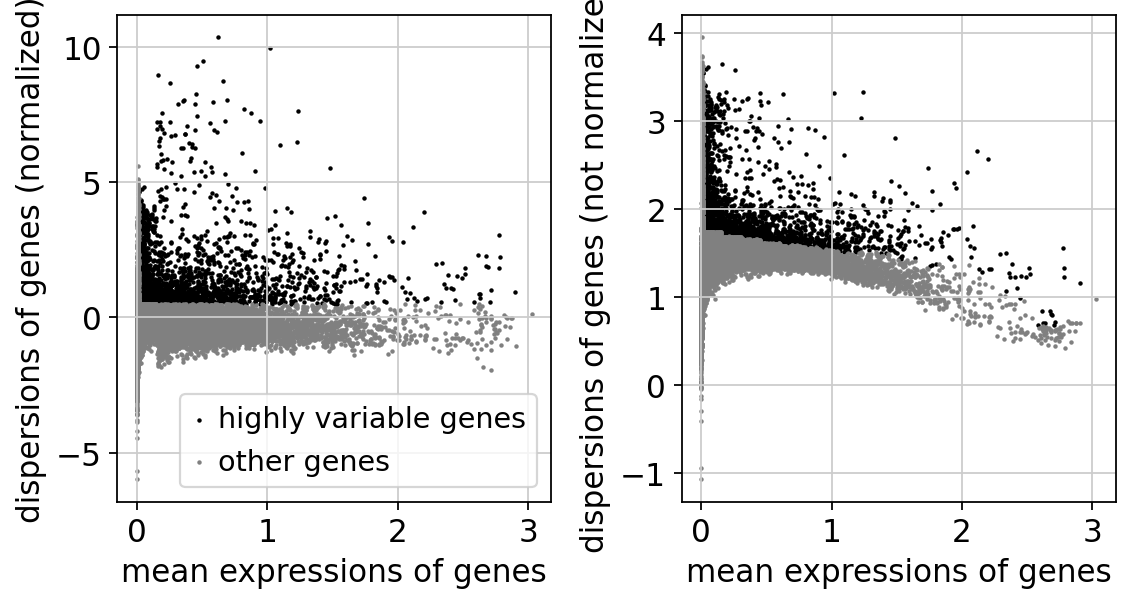 dispersions of genes (normalized)
10
5
0
−5
highly variable genes
other genes
0 1 2 3
mean expressions of genes
dispersions of genes (not normalize
4
3
2
1
0
−1
0 1 2 3
mean expressions of genes